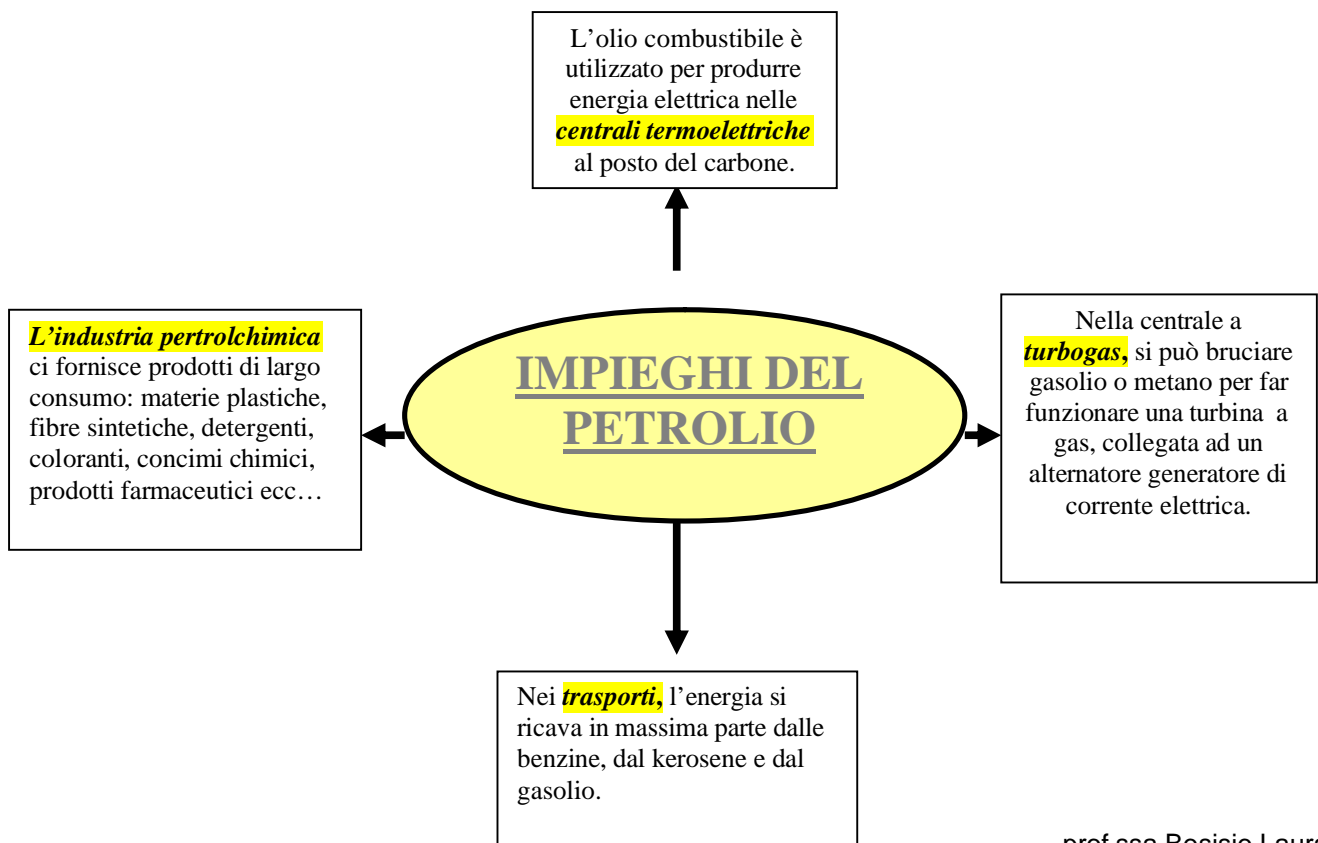 L’olio combustibile è
utilizzato per produrre
energia elettrica nelle
centrali termoelettriche
al posto del carbone.
L’industria pertrolchimica
ci fornisce prodotti di largo
consumo: materie plastiche,
fibre sintetiche, detergenti,
coloranti, concimi chimici,
prodotti farmaceutici ecc…
IMPIEGHI DEL
PETROLIO
Nella centrale a
turbogas, si può bruciare
gasolio o metano per far
funzionare una turbina a
gas, collegata ad un
alternatore generatore di
corrente elettrica.
Nei trasporti, l’energia si
ricava in massima parte dalle
benzine, dal kerosene e dal
gasolio.
prof.ssa Bosisio